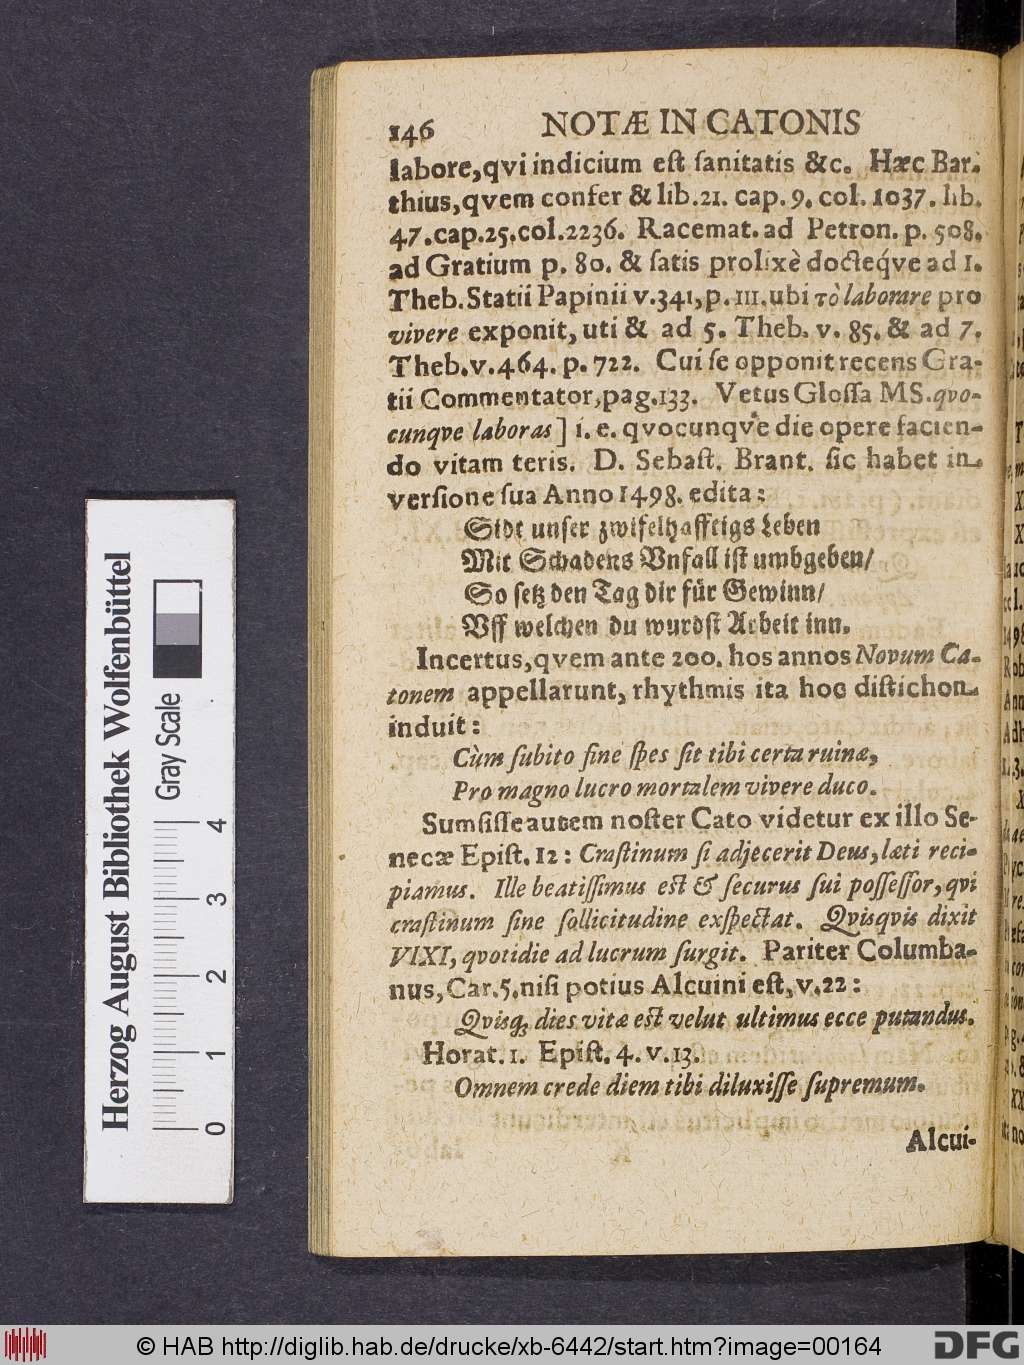 146 NOTÆ IN CATONIS
labore, qvi indicium est sanitatis &c. Hæc Bar-
thius, qvem confer & lib. 21. cap. 9. col. 1037. lib.
47. cap. 25. col. 2236. Racemat. ad Petron. p. 508.
ad Gratium p. 80. & satis prolixè docteq́ve ad 1.
Theb. Statii Papinii v. 341, p. 111. ubi τὸ laborare pro
vivere exponit, uti & ad 5. Theb. v. 85. & ad 7.
Theb. v. 464. p. 722. Cui se opponit recens Gra-
tii Commentator, pag. 133. Vetus Glossa MS. qvo-
cunqve laboras] i. e. qvocunqve die opere facien-
do vitam teris. D. Sebast. Brant. sic habet in
versione sua Anno 1498. edita:
Sidt unser zwifelhafftigs Leben
Mit Schadens Vnfall ist umbgeben/
So setz den Tag dir für Gewinn/
Vff welchen du wurdst Arbeit inn.
Incertus, qvem ante 200. hos annos Novum Ca-
tonem appellarunt, rhythmis ita hoc distichon
induit:
Cùm subito sine spes sit tibi certa ruinæ,
Pro magno lucro mortalem vivere duco.
Sumsisse autem noster Cato videtur ex illo Se-
necæ Epist. 12: Crastinum si adjecerit Deus, læti reci-
piamus. Ille beatissimus est & securus sui possessor, qvi
crastinum sine sollicitudine exspectat. Qvisqvis dixit
VIXI, qvotidie ad lucrum surgit. Pariter Columba-
nus, Car. 5. nisi potius Alcuini est, v. 22:
Qvisq; dies vitæ est velut ultimus ecce putandus.
Horat. 1. Epist. 4. v. 13.
Omnem crede diem tibi diluxisse supremum.
Alcui-
Herzog August Bibliothek Wolfenbüttel
Gray Scale
0 1 2 3 4
© HAB http://diglib.hab.de/drucke/xb-6442/start.htm?image=00164
DFG